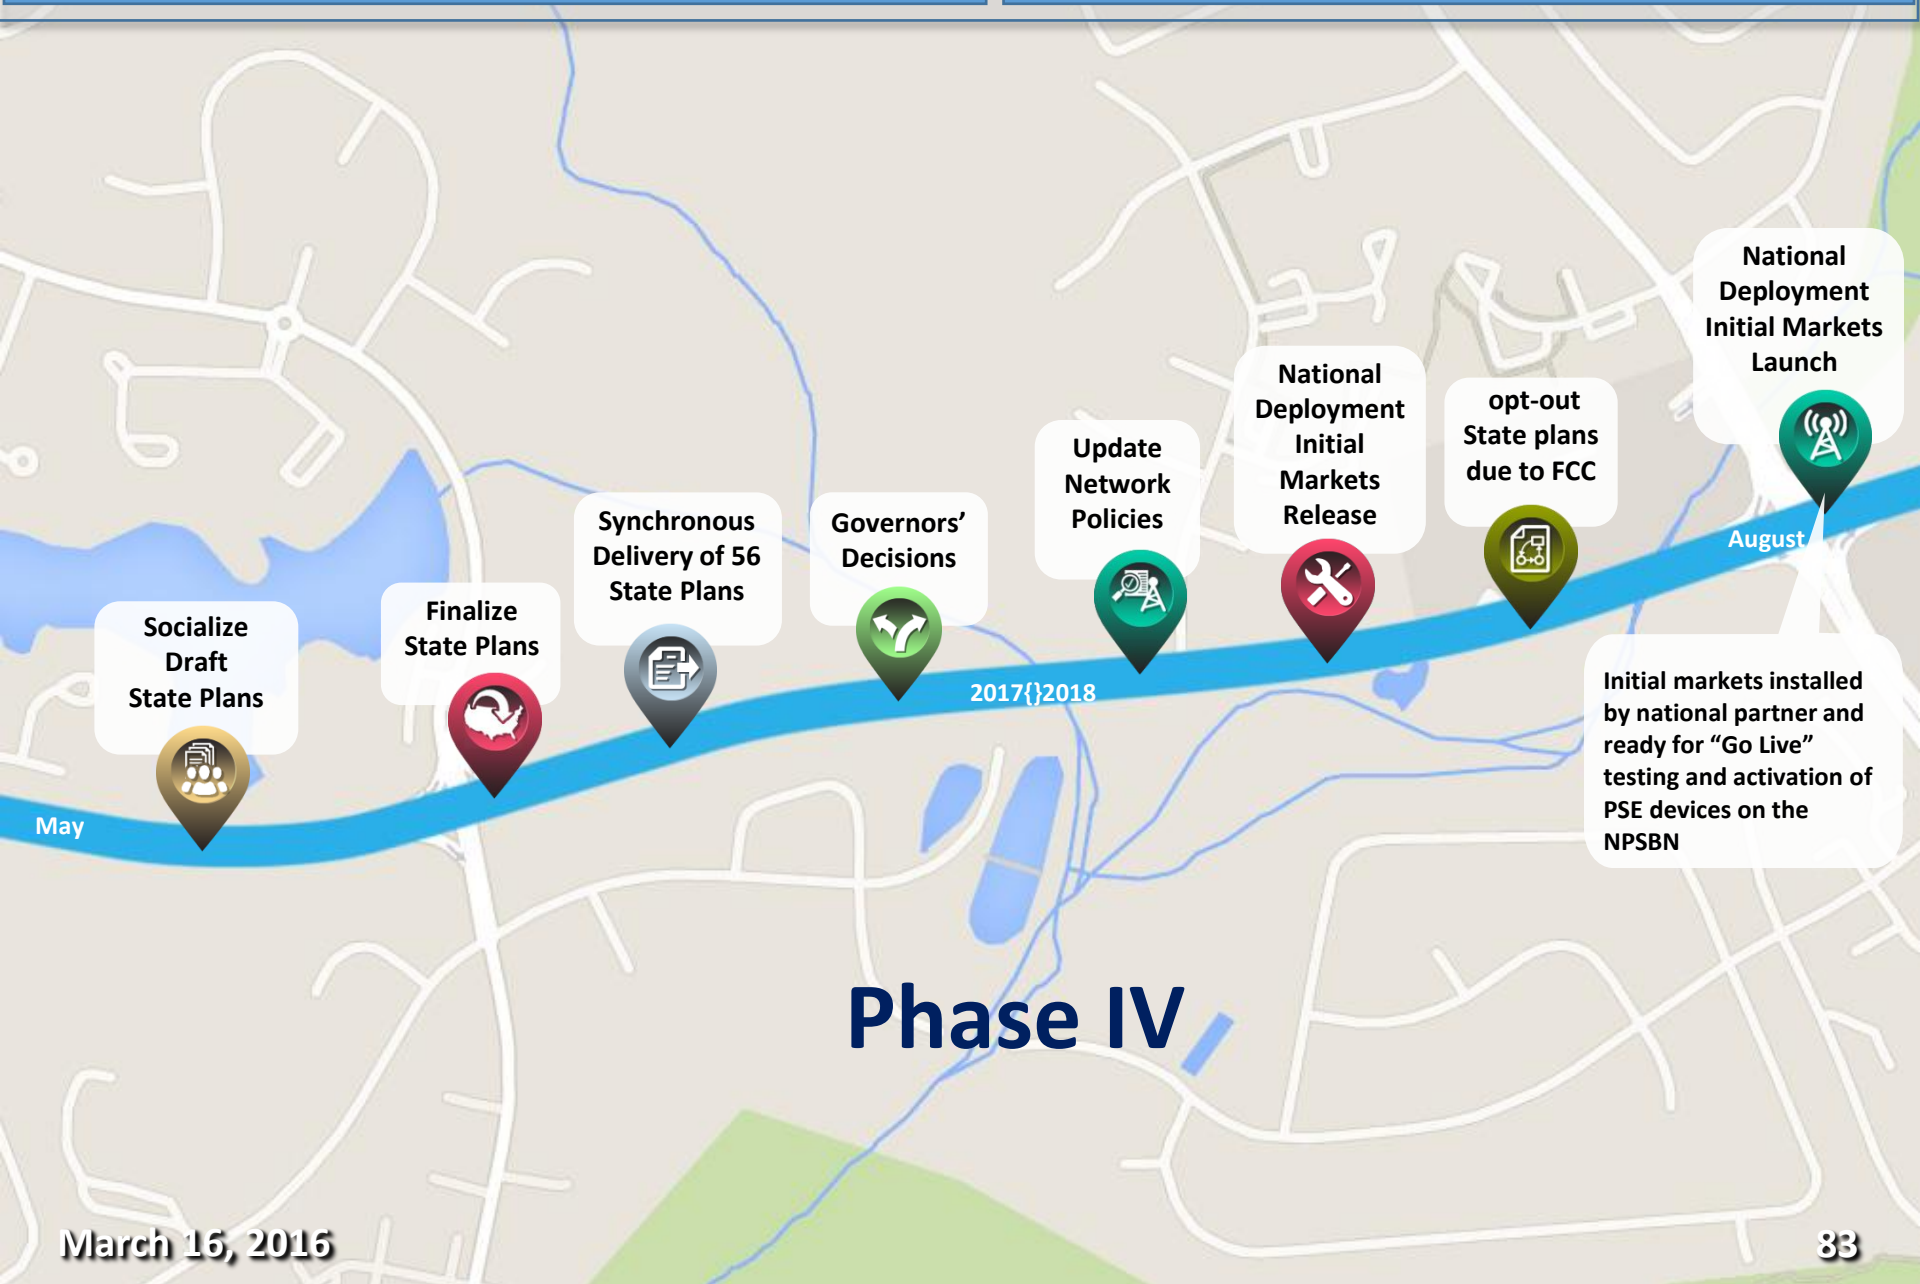 National
Deployment
Initial Markets
Launch
National
Deployment
Initial
Markets
Release
opt-out
State plans
due to FCC
Update
Network
Policies
Synchronous
Delivery of 56
State Plans
Governors’
Decisions
Finalize
State Plans
Socialize
Draft
State Plans
August
2017{}2018
May
Initial markets installed
by national partner and
ready for “Go Live”
testing and activation of
PSE devices on the
NPSBN
Phase IV
March 16, 2016
83